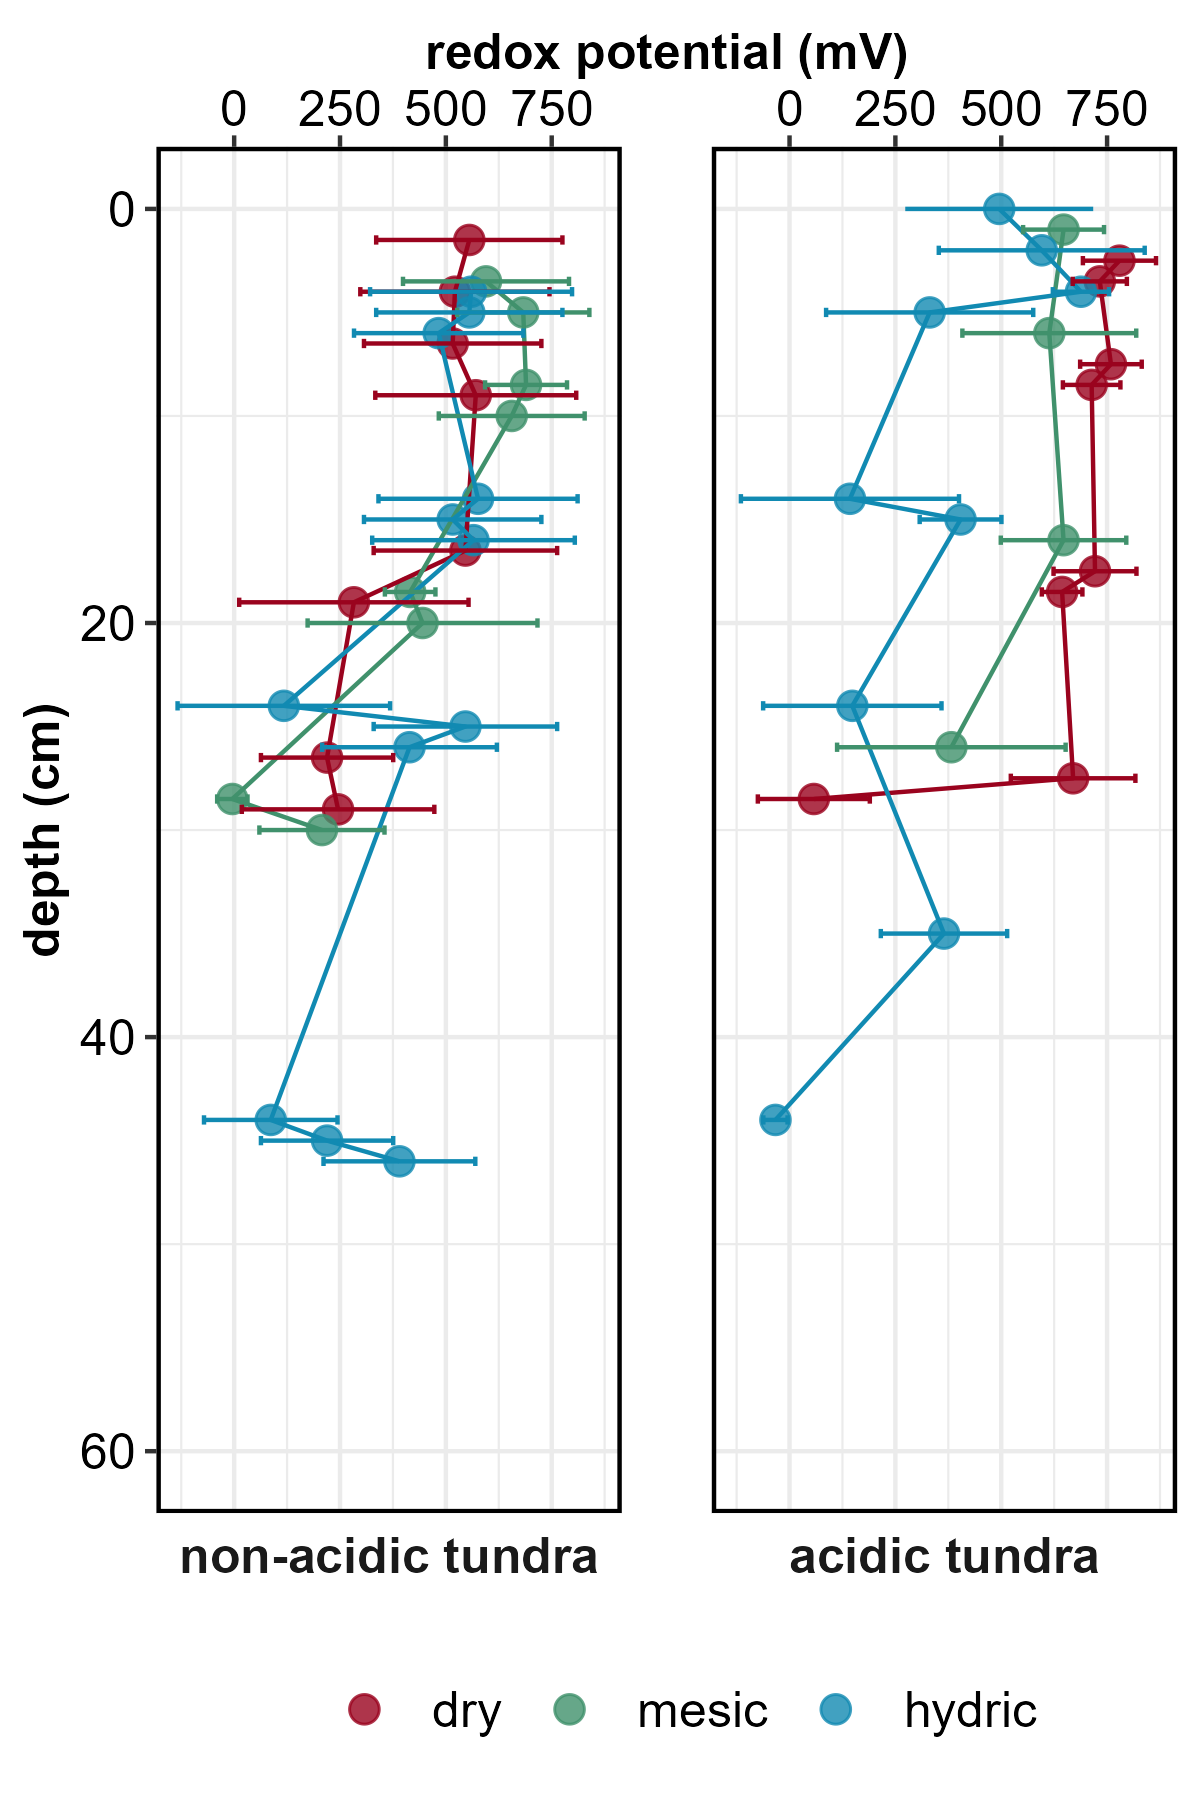 redox potential (mV)
0 250 500 750 0 250 500 750
0
20
40
60
depth (cm)
non-acidic tundra acidic tundra
dry mesic hydric